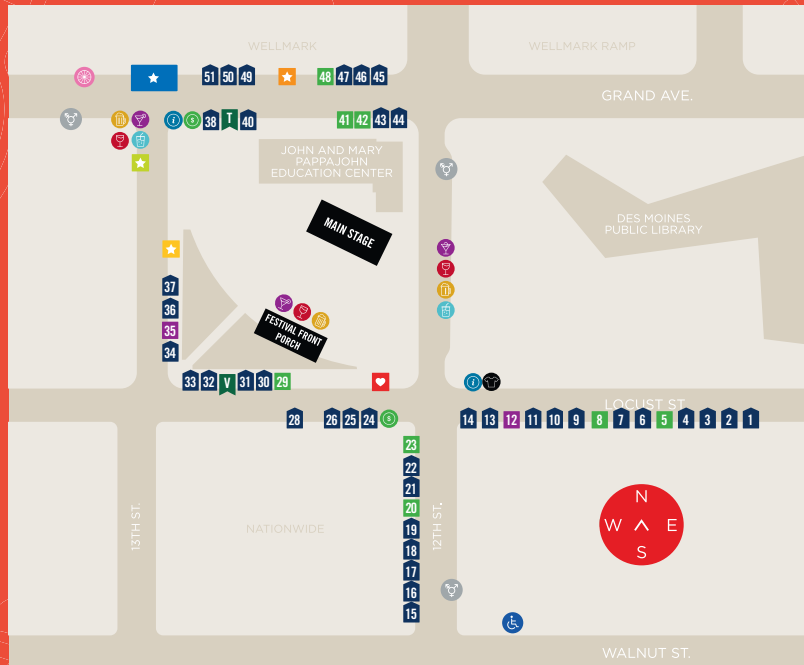 WELLMARK
WELLMARK RAMP
51 50 49
48 47 46 45
GRAND AVE.
i $ 38 T 40
41 42 43 44
JOHN AND MARY
PAPPAJOHN
EDUCATION CENTER
MAIN STAGE
DES MOINES
PUBLIC LIBRARY
37
36
35
34
FESTIVAL FRONT
PORCH
33 32 V 31 30 29
i
LOCUST ST.
28 26 25 24 $
14 13 12 11 10 9 8 7 6 5 4 3 2 1
23
22
21
20
19
18
17
16
15
13TH ST.
NATIONWIDE
12TH ST.
N
W E
S
WALNUT ST.